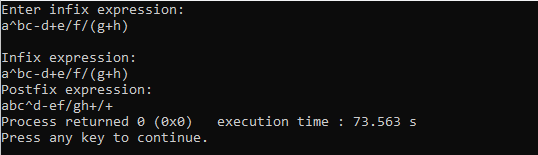 Enter infix expression:
a^bc-d+e/f/(g+h)
Infix expression:
a^bc-d+e/f/(g+h)
Postfix expression:
abc^d-ef/gh+/+
Process returned 0 (0x0)   execution time : 73.563 s
Press any key to continue.